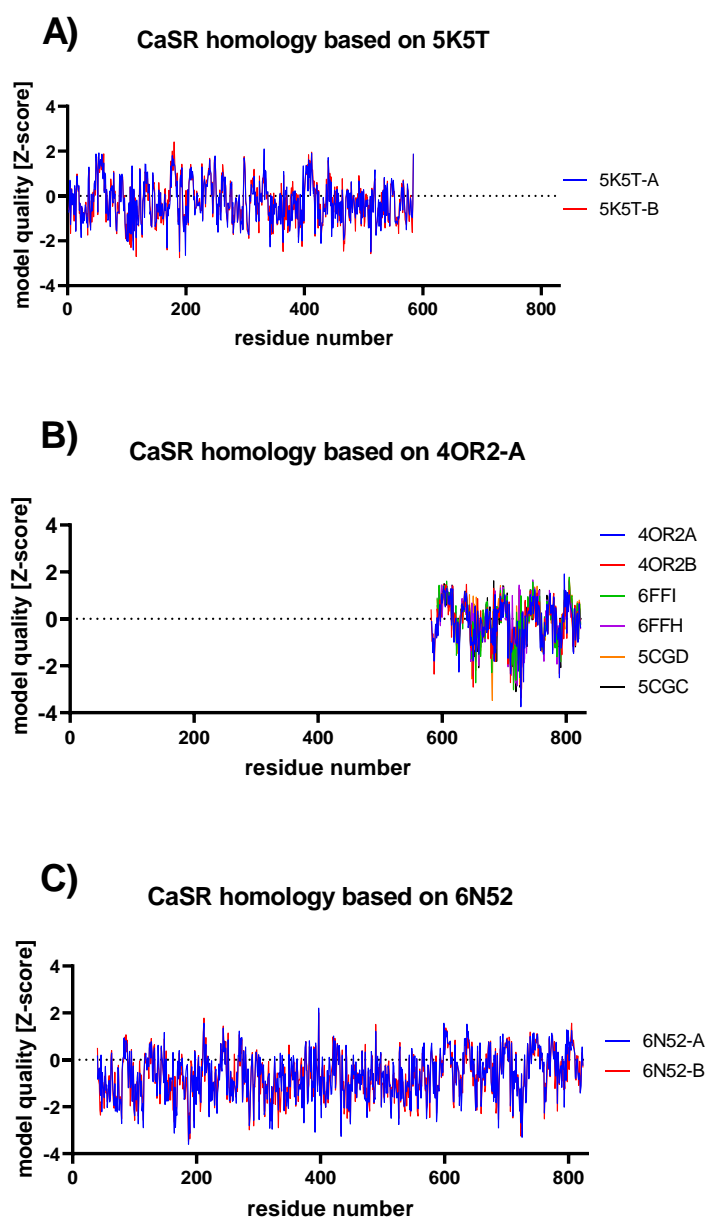 A)
CaSR homology based on 5K5T
model quality [Z-score]
4
2
0
-2
-4
0 200 400 600 800
residue number
5K5T-A
5K5T-B
B)
CaSR homology based on 4OR2-A
model quality [Z-score]
4
2
0
-2
-4
0 200 400 600 800
residue number
4OR2A
4OR2B
6FFI
6FFH
5CGD
5CGC
C)
CaSR homology based on 6N52
model quality [Z-score]
4
2
0
-2
-4
0 200 400 600 800
residue number
6N52-A
6N52-B